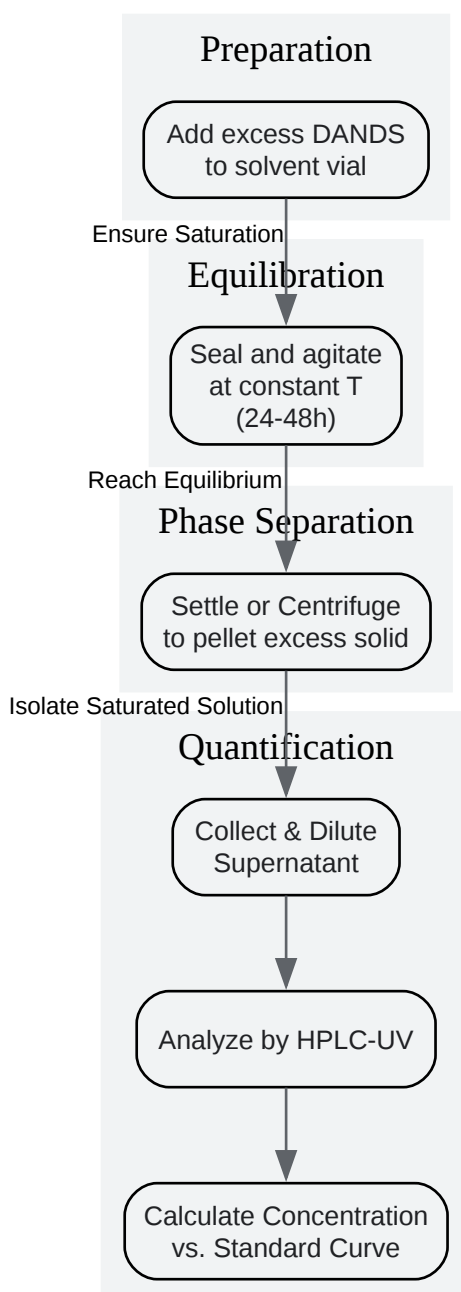 Preparation
Add excess DANDS
to solvent vial
Ensure Saturation
Equilibration
Seal and agitate
at constant T
(24-48h)
Reach Equilibrium
Phase Separation
Settle or Centrifuge
to pellet excess solid
Isolate Saturated Solution
Quantification
Collect & Dilute
Supernatant
Analyze by HPLC-UV
Calculate Concentration
vs. Standard Curve